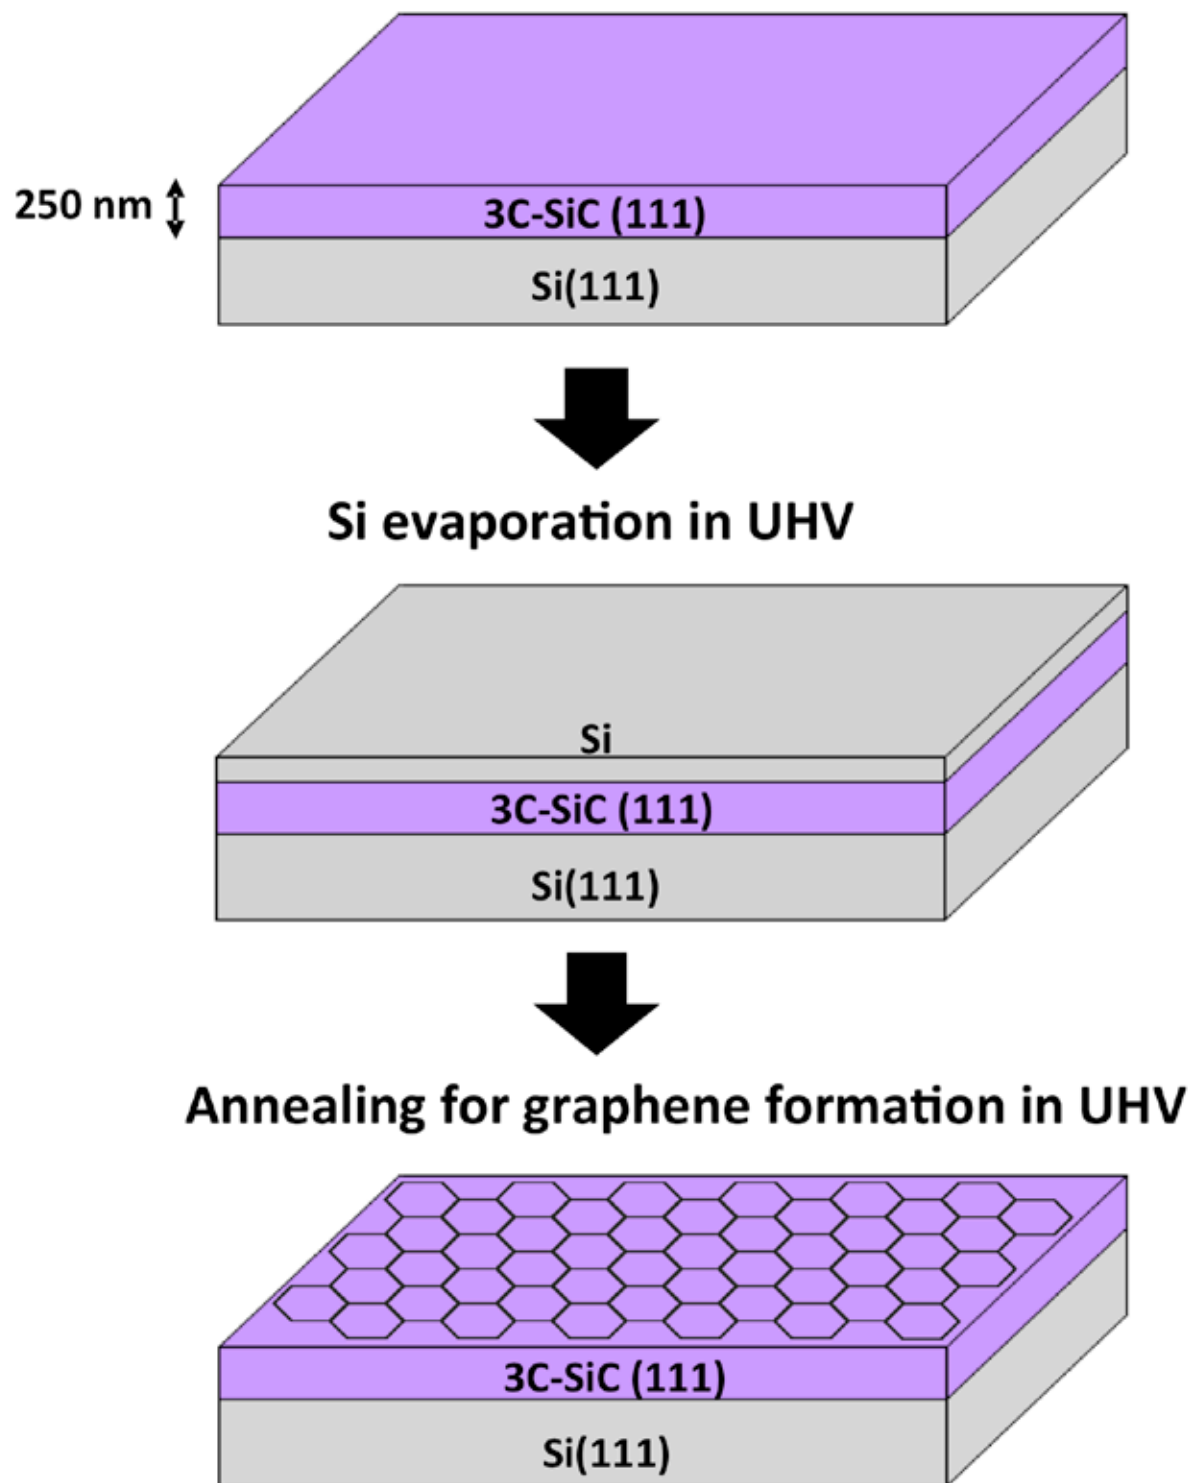 250 nm
3C-SiC (111)
Si(111)
Si evaporation in UHV
Si
3C-SiC (111)
Si(111)
Annealing for graphene formation in UHV
3C-SiC (111)
Si(111)